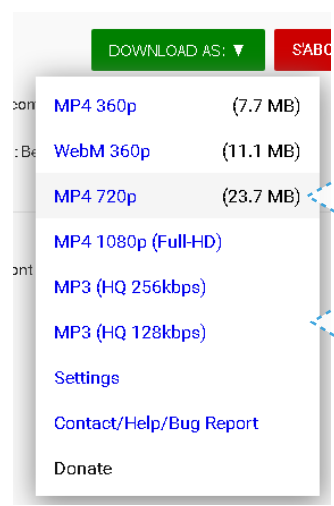 DOWNLOAD AS: ▼ S'ABO
MP4 360p (7.7 MB)
WebM 360p (11.1 MB)
MP4 720p (23.7 MB)
MP4 1080p (Full-HD)
MP3 (HQ 256kbps)
MP3 (HQ 128kbps)
Settings
Contact/Help/Bug Report
Donate